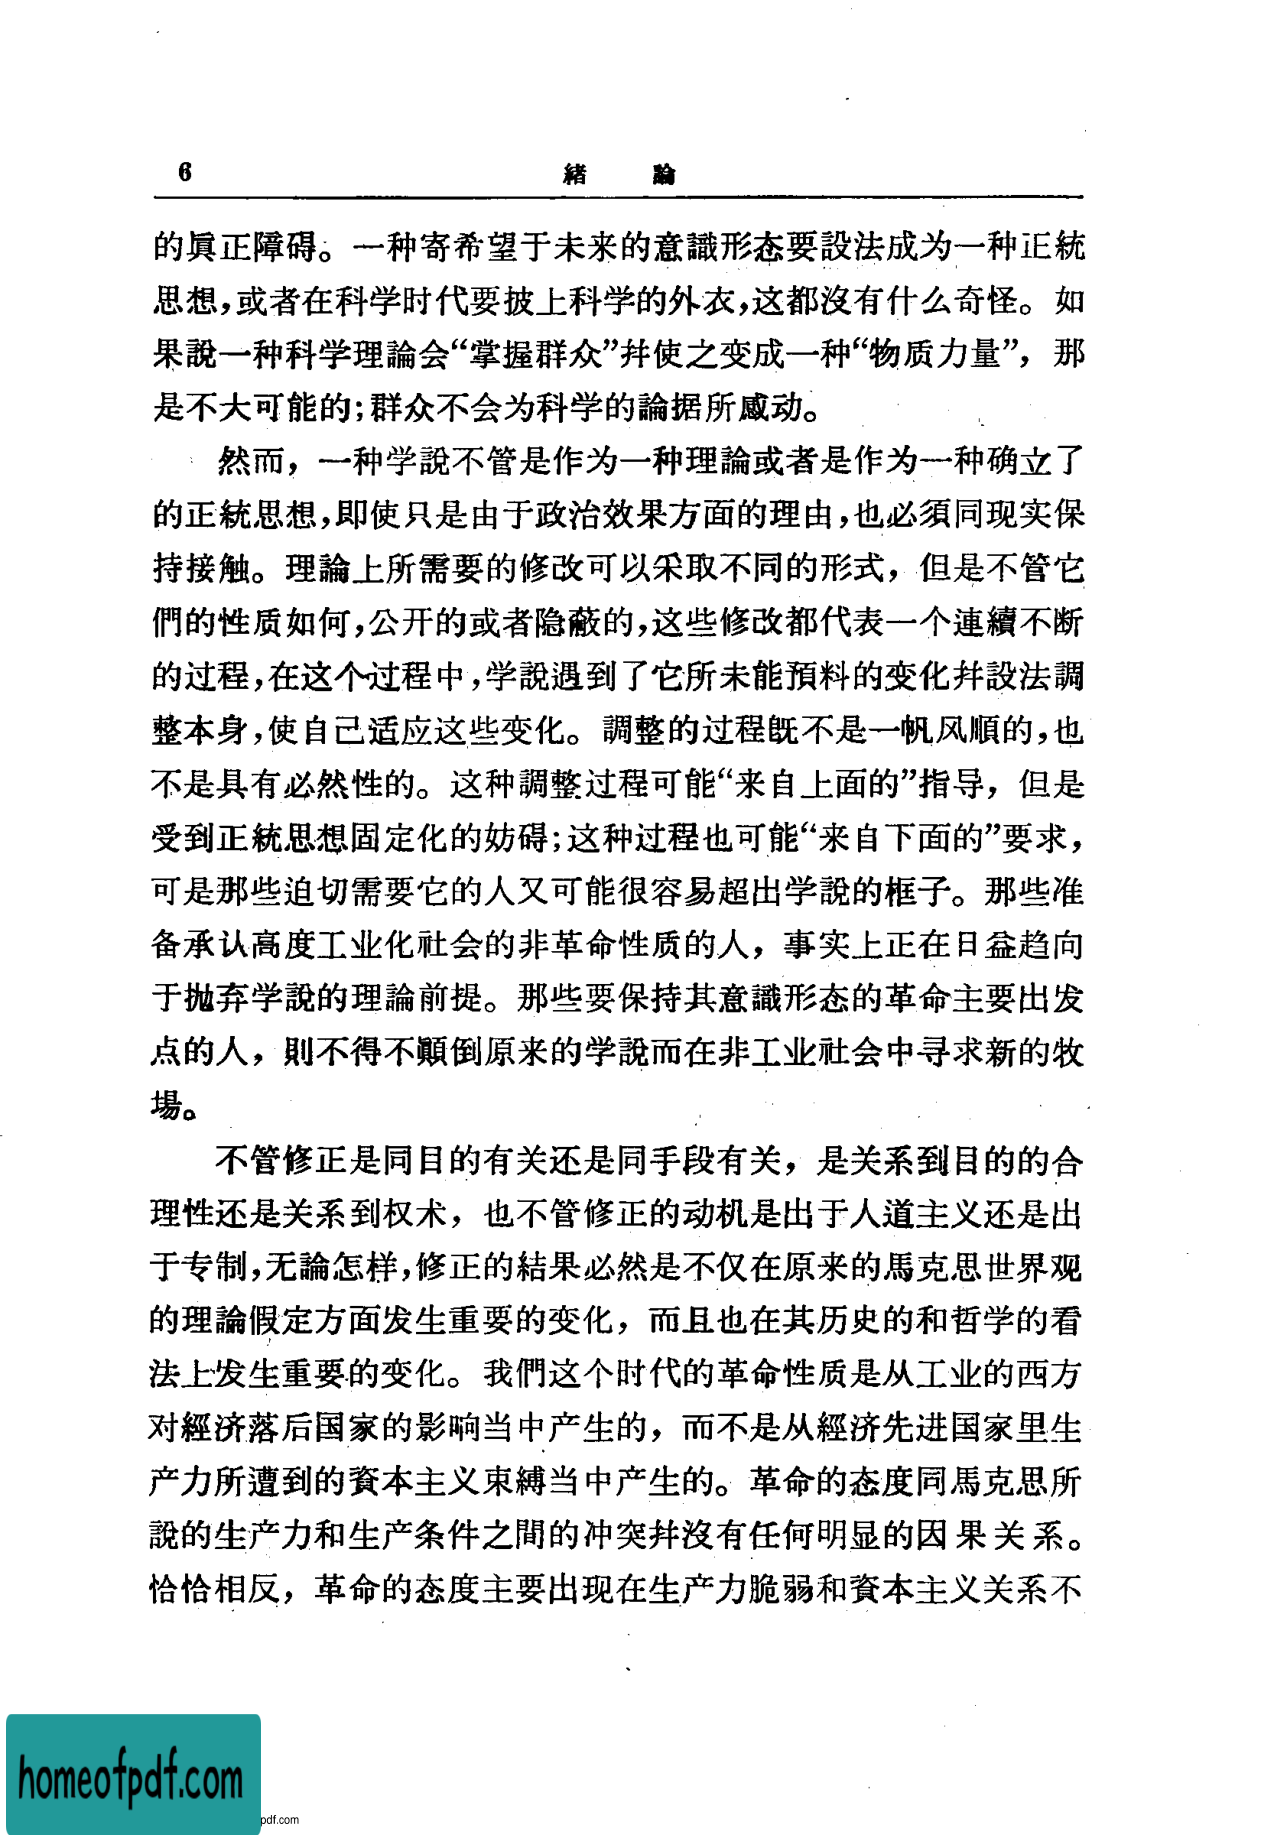 6
緒 論
的眞正障碍。一种寄希望于未来的意識形态要設法成为一种正統
思想,或者在科学时代要披上科学的外衣,这都沒有什么奇怪。如
果說一种科学理論会“掌握群众”幷使之变成一种“物质力量”,那
是不大可能的;群众不会为科学的論据所感动。
然而,一种学說不管是作为一种理論或者是作为一种确立了
的正統思想,即使只是由于政治效果方面的理由,也必須同现实保
持接触。理論上所需要的修改可以采取不同的形式,但是不管它
們的性质如何,公开的或者隐蔽的,这些修改都代表一个連續不断
的过程,在这个过程中,学說遇到了它所未能預料的变化幷設法調
整本身,使自己适应这些变化。調整的过程既不是一帆风順的,也
不是具有必然性的。这种調整过程可能“来自上面的”指导,但是
受到正統思想固定化的妨碍;这种过程也可能“来自下面的”要求,
可是那些迫切需要它的人又可能很容易超出学說的框子。那些准
备承认高度工业化社会的非革命性质的人,事实上正在日益趋向
于抛弃学說的理論前提。那些要保持其意識形态的革命主要出发
点的人,則不得不顚倒原来的学說而在非工业社会中寻求新的牧
場。
不管修正是同目的有关还是同手段有关,是关系到目的的合
理性还是关系到权术,也不管修正的动机是出于人道主义还是出
于专制,无論怎样,修正的結果必然是不仅在原来的馬克思世界观
的理論假定方面发生重要的变化,而且也在其历史的和哲学的看
法上发生重要的变化。我們这个时代的革命性质是从工业的西方
对經济落后国家的影响当中产生的,而不是从經济先进国家里生
产力所遭到的資本主义束縛当中产生的。革命的态度同馬克思所
說的生产力和生产条件之間的冲突幷沒有任何明显的因果关系。
恰恰相反,革命的态度主要出现在生产力脆弱和資本主义关系不
homeofpdf.com
pdf.com